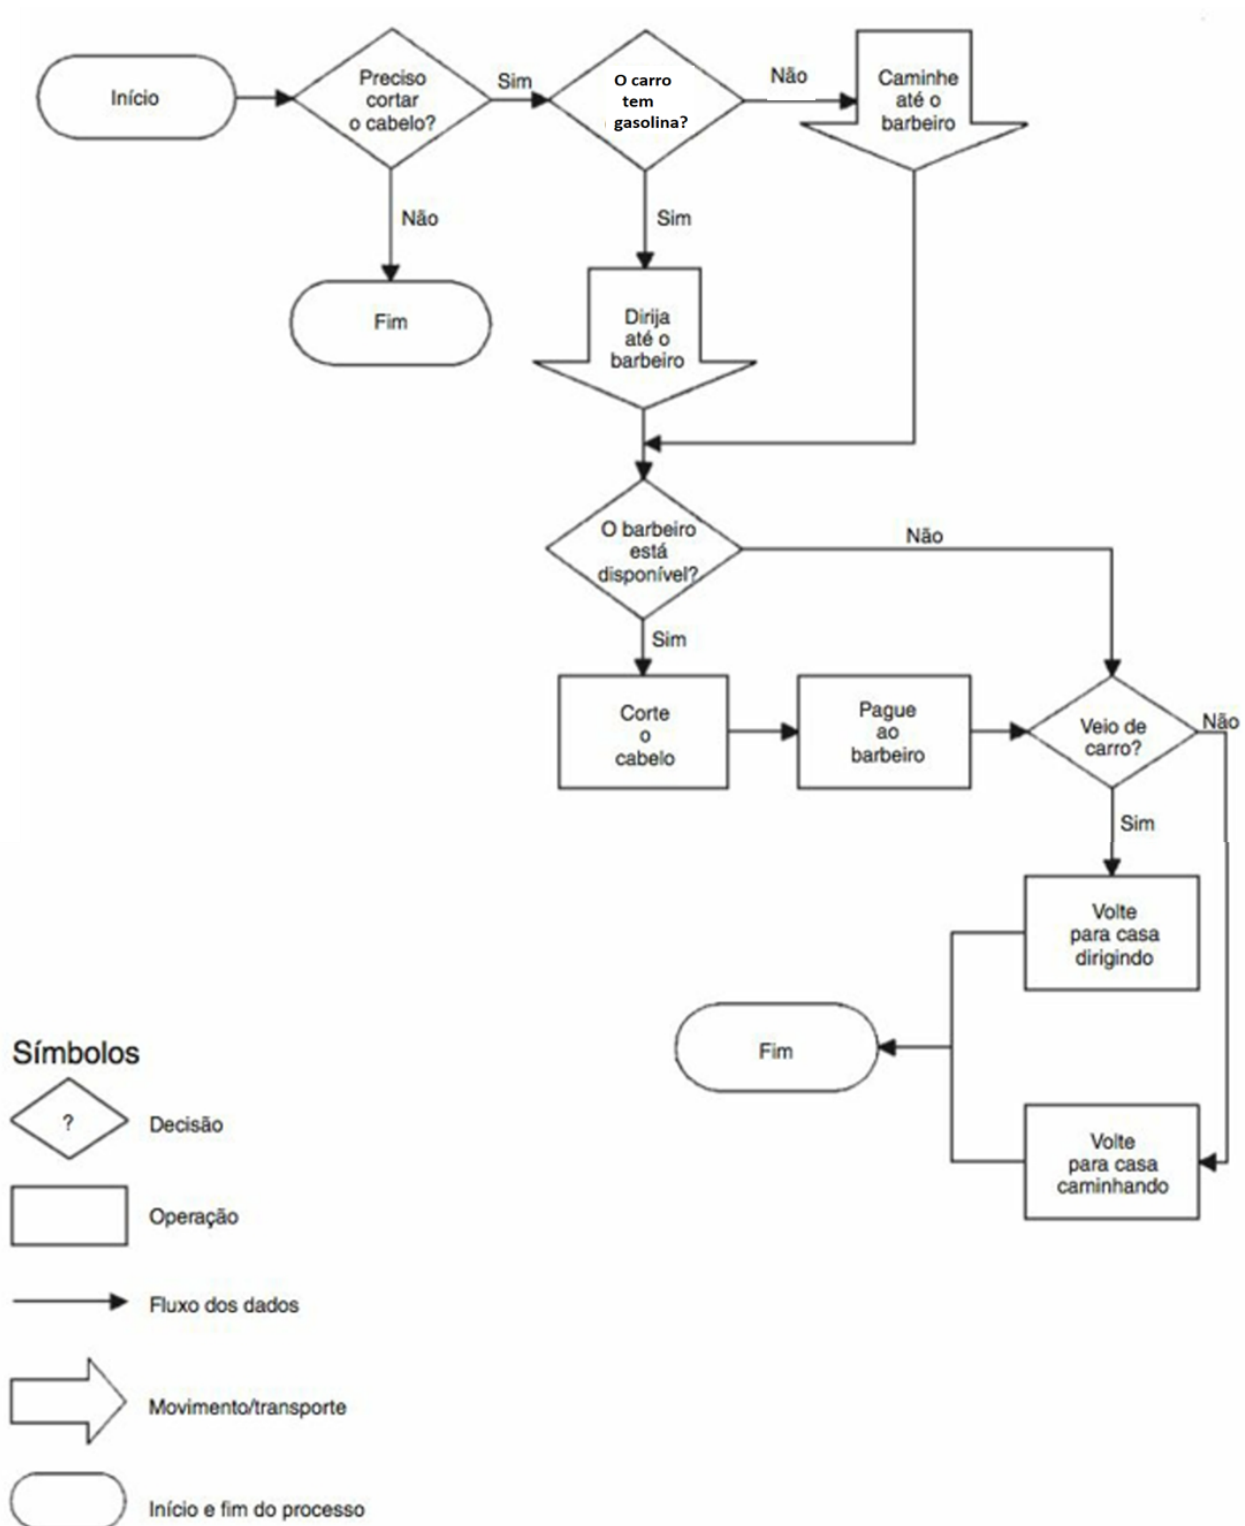 Início
Preciso
cortar
o cabelo?
Sim
O carro
tem
gasolina?
Não
Caminhe
até o
barbeiro
Não
Sim
Fim
Dirija
até o
barbeiro
O barbeiro
está
disponível?
Não
Sim
Corte
o
cabelo
Pague
ao
barbeiro
Veio de
carro?
Não
Sim
Volte
para casa
dirigindo
Fim
Volte
para casa
caminhando
Símbolos
?
Decisão
Operação
Fluxo dos dados
Movimento/transporte
Início e fim do processo